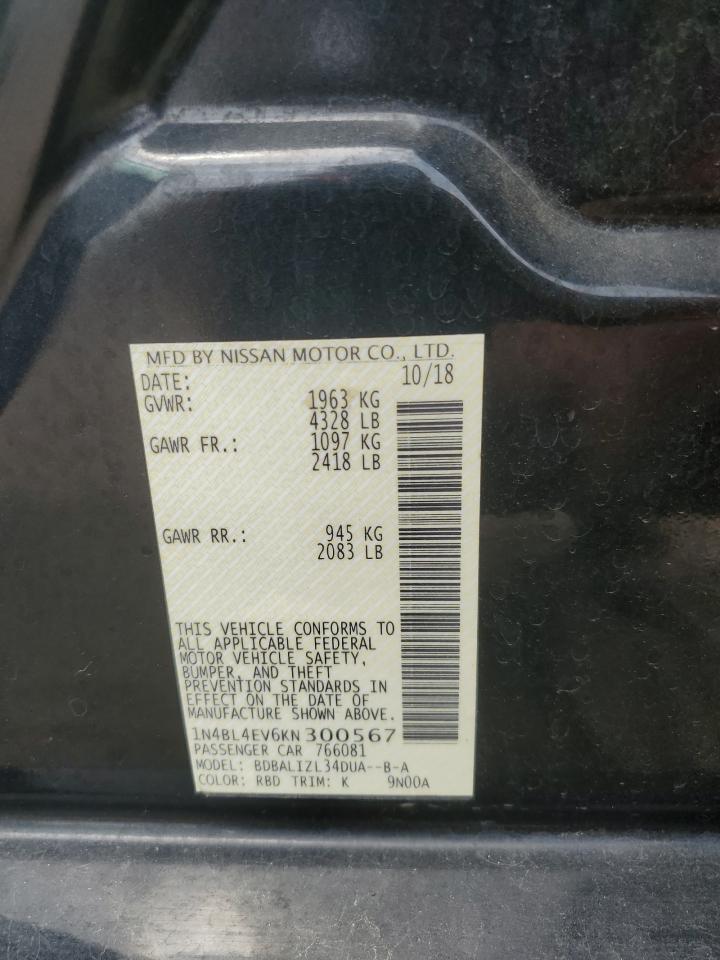 MFD BY NISSAN MOTOR CO., LTD.
DATE: 10/18
GVWR: 1963 KG
4328 LB
GAWR FR.: 1097 KG
2418 LB
GAWR RR.: 945 KG
2083 LB
THIS VEHICLE CONFORMS TO
ALL APPLICABLE FEDERAL
MOTOR VEHICLE SAFETY,
BUMPER, AND THEFT
PREVENTION STANDARDS IN
EFFECT ON THE DATE OF
MANUFACTURE SHOWN ABOVE.
1N4BL4EV6KN300567
PASSENGER CAR 766081
MODEL: BDBALIZL34DUA--B-A
COLOR: RBD TRIM: K 9N00A